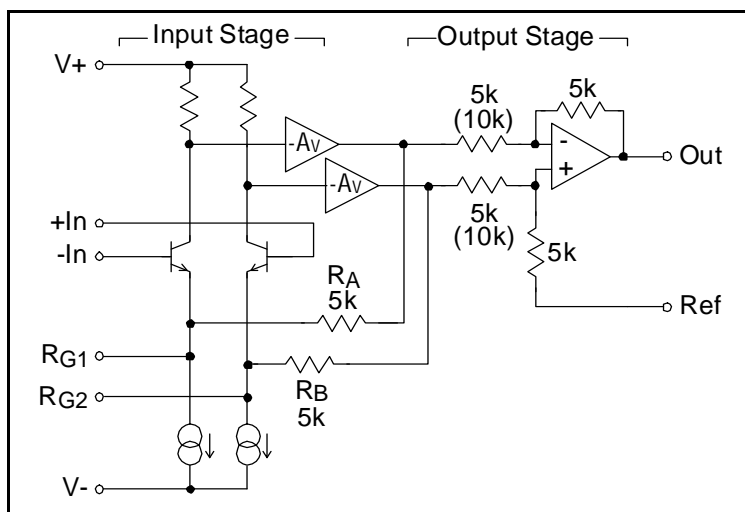 Input Stage
Output Stage
V+
5k
(10k)
5k
-AV
-
Out
-AV
+
+In
5k
(10k)
-In
5k
RA
5k
Ref
RG1
RB
5k
RG2
V-